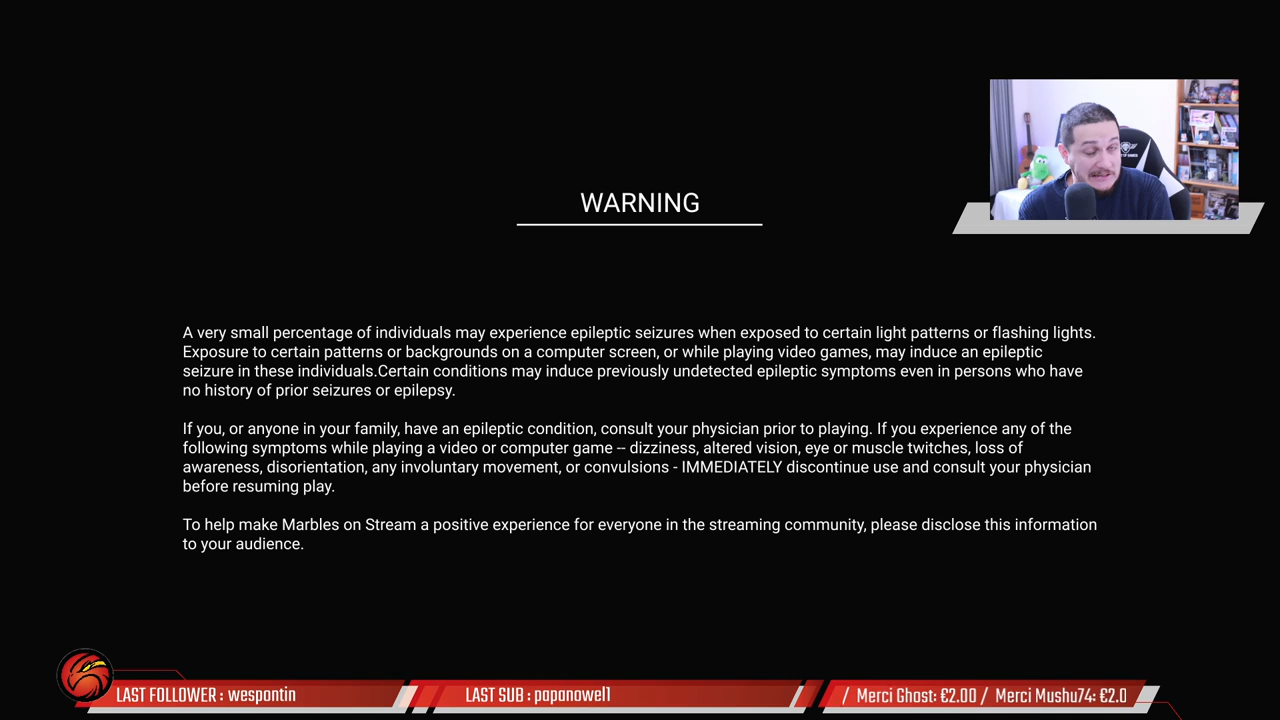 WARNING
A very small percentage of individuals may experience epileptic seizures when exposed to certain light patterns or flashing lights.
Exposure to certain patterns or backgrounds on a computer screen, or while playing video games, may induce an epileptic
seizure in these individuals.Certain conditions may induce previously undetected epileptic symptoms even in persons who have
no history of prior seizures or epilepsy.
If you, or anyone in your family, have an epileptic condition, consult your physician prior to playing. If you experience any of the
following symptoms while playing a video or computer game -- dizziness, altered vision, eye or muscle twitches, loss of
awareness, disorientation, any involuntary movement, or convulsions - IMMEDIATELY discontinue use and consult your physician
before resuming play.
To help make Marbles on Stream a positive experience for everyone in the streaming community, please disclose this information
to your audience.
LAST FOLLOWER : wespontin
LAST SUB : papanowel1
/ Merci Ghost: €2.00 / Merci Mushu74: €2.0